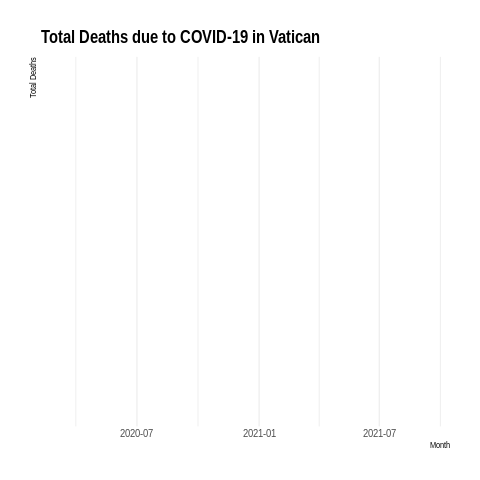 Total Deaths due to COVID-19 in Vatican
Total Deaths
2020-07 2021-01 2021-07
Month